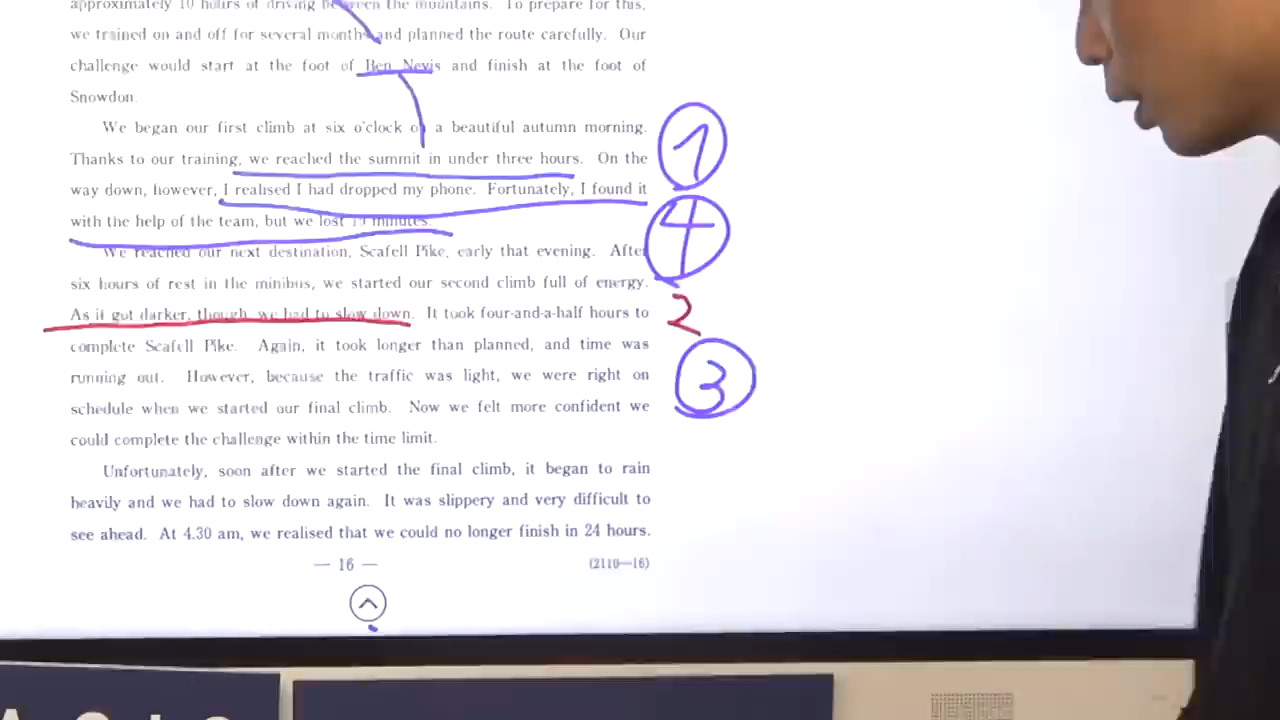 approximately 10 hours of driving between the mountains. To prepare for this,
we trained on and off for several months and planned the route carefully. Our
challenge would start at the foot of Ben Nevis and finish at the foot of
Snowdon.
We began our first climb at six o'clock on a beautiful autumn morning.
Thanks to our training, we reached the summit in under three hours. On the
way down, however, I realised I had dropped my phone. Fortunately, I found it
with the help of the team, but we lost 15 minutes.
We reached our next destination, Scafell Pike, early that evening. After
six hours of rest in the minibus, we started our second climb full of energy.
As it got darker, though, we had to slow down. It took four-and-a-half hours to
complete Scafell Pike. Again, it took longer than planned, and time was
running out. However, because the traffic was light, we were right on
schedule when we started our final climb. Now we felt more confident we
could complete the challenge within the time limit.
Unfortunately, soon after we started the final climb, it began to rain
heavily and we had to slow down again. It was slippery and very difficult to
see ahead. At 4.30 am, we realised that we could no longer finish in 24 hours.
— 16 — (2110—16)
1
4
2
3